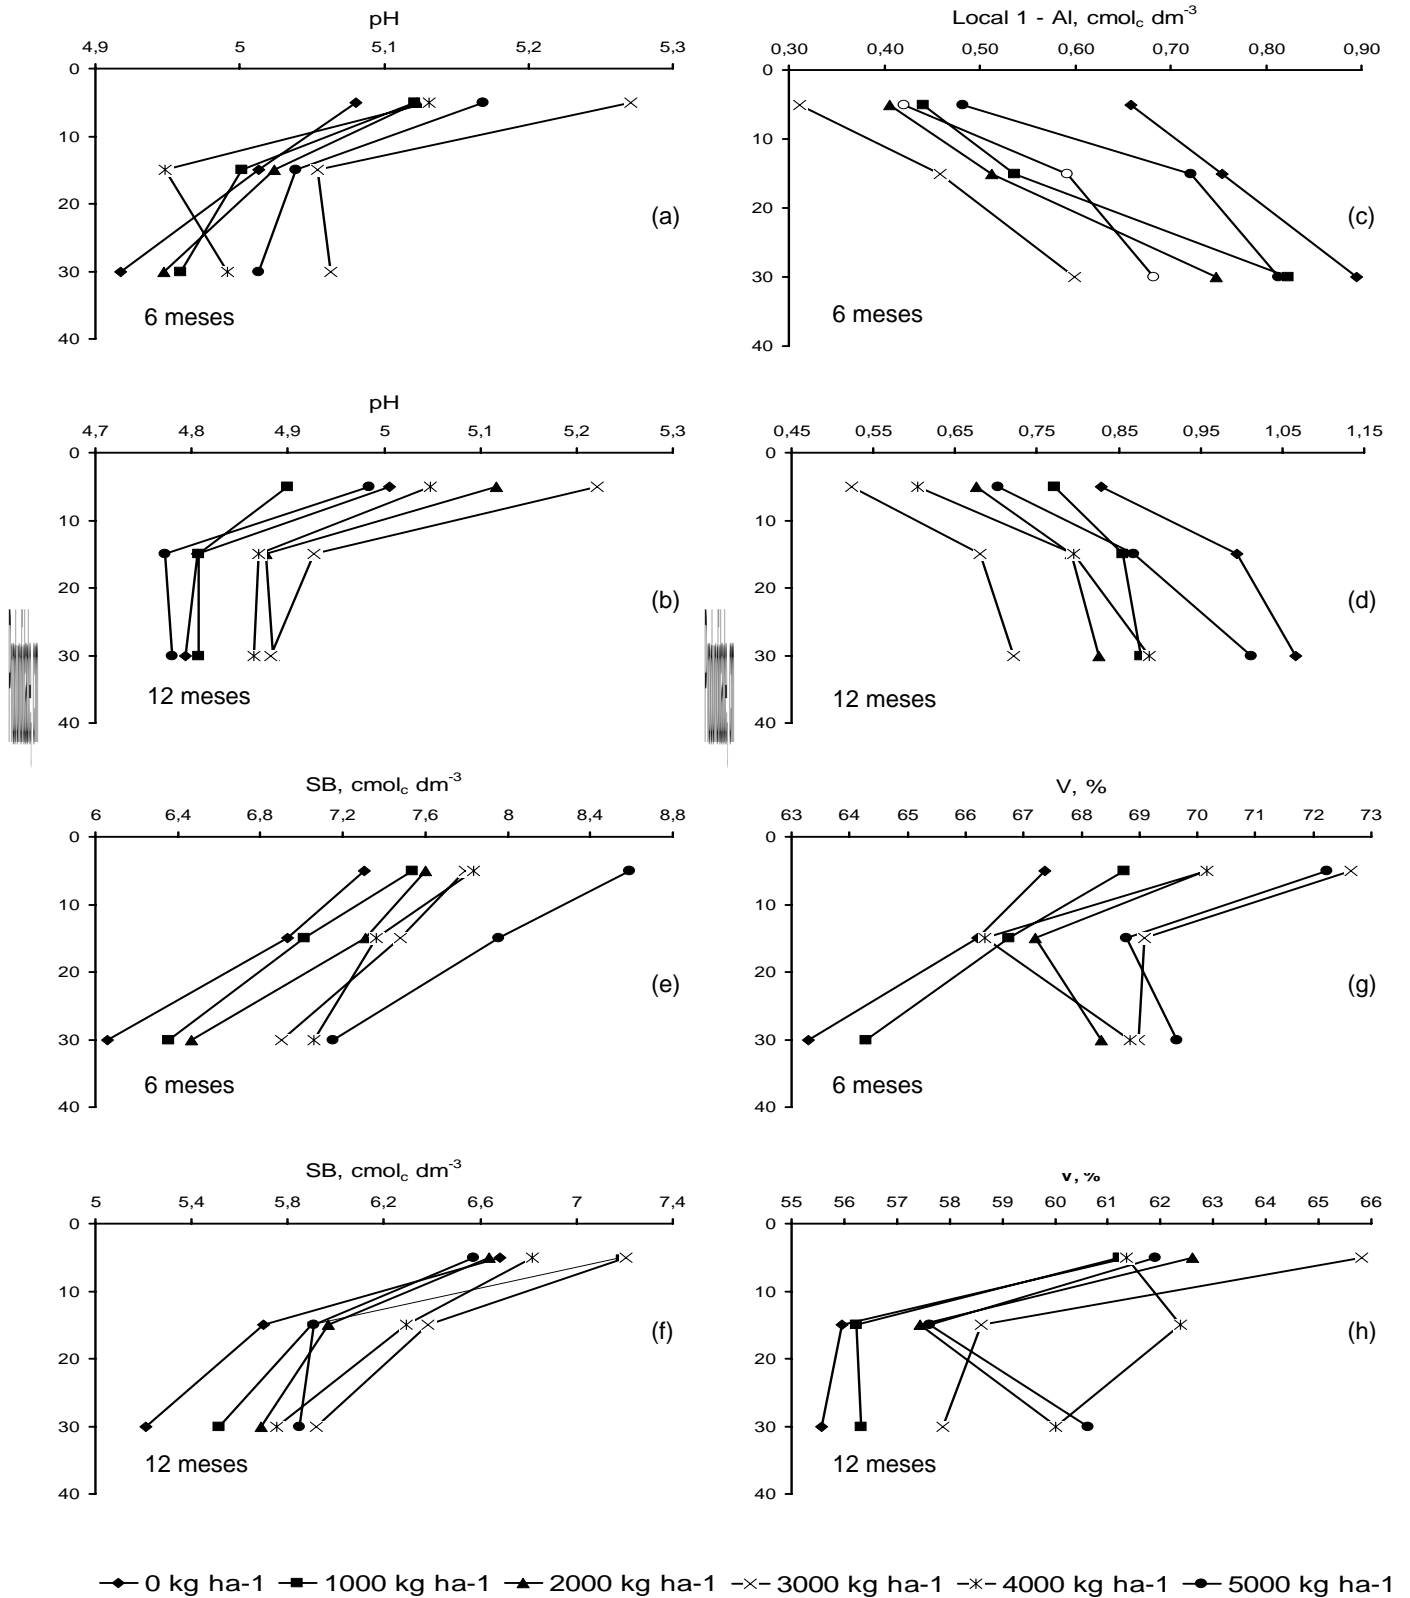 pH
4,9 5 5,1 5,2 5,3
0
10
20
30
40
(a)
6 meses
Local 1 - Al, cmolc dm-3
0,30 0,40 0,50 0,60 0,70 0,80 0,90
0
10
20
30
40
(c)
6 meses
pH
4,7 4,8 4,9 5 5,1 5,2 5,3
0
10
20
30
40
(b)
12 meses
0,45 0,55 0,65 0,75 0,85 0,95 1,05 1,15
0
10
20
30
40
(d)
12 meses
SB, cmolc dm-3
6 6,4 6,8 7,2 7,6 8 8,4 8,8
0
10
20
30
40
(e)
6 meses
V, %
63 64 65 66 67 68 69 70 71 72 73
0
10
20
30
40
(g)
6 meses
SB, cmolc dm-3
5 5,4 5,8 6,2 6,6 7 7,4
0
10
20
30
40
(f)
12 meses
V, %
55 56 57 58 59 60 61 62 63 64 65 66
0
10
20
30
40
(h)
12 meses
0 kg ha-1 1000 kg ha-1 2000 kg ha-1 3000 kg ha-1 4000 kg ha-1 5000 kg ha-1